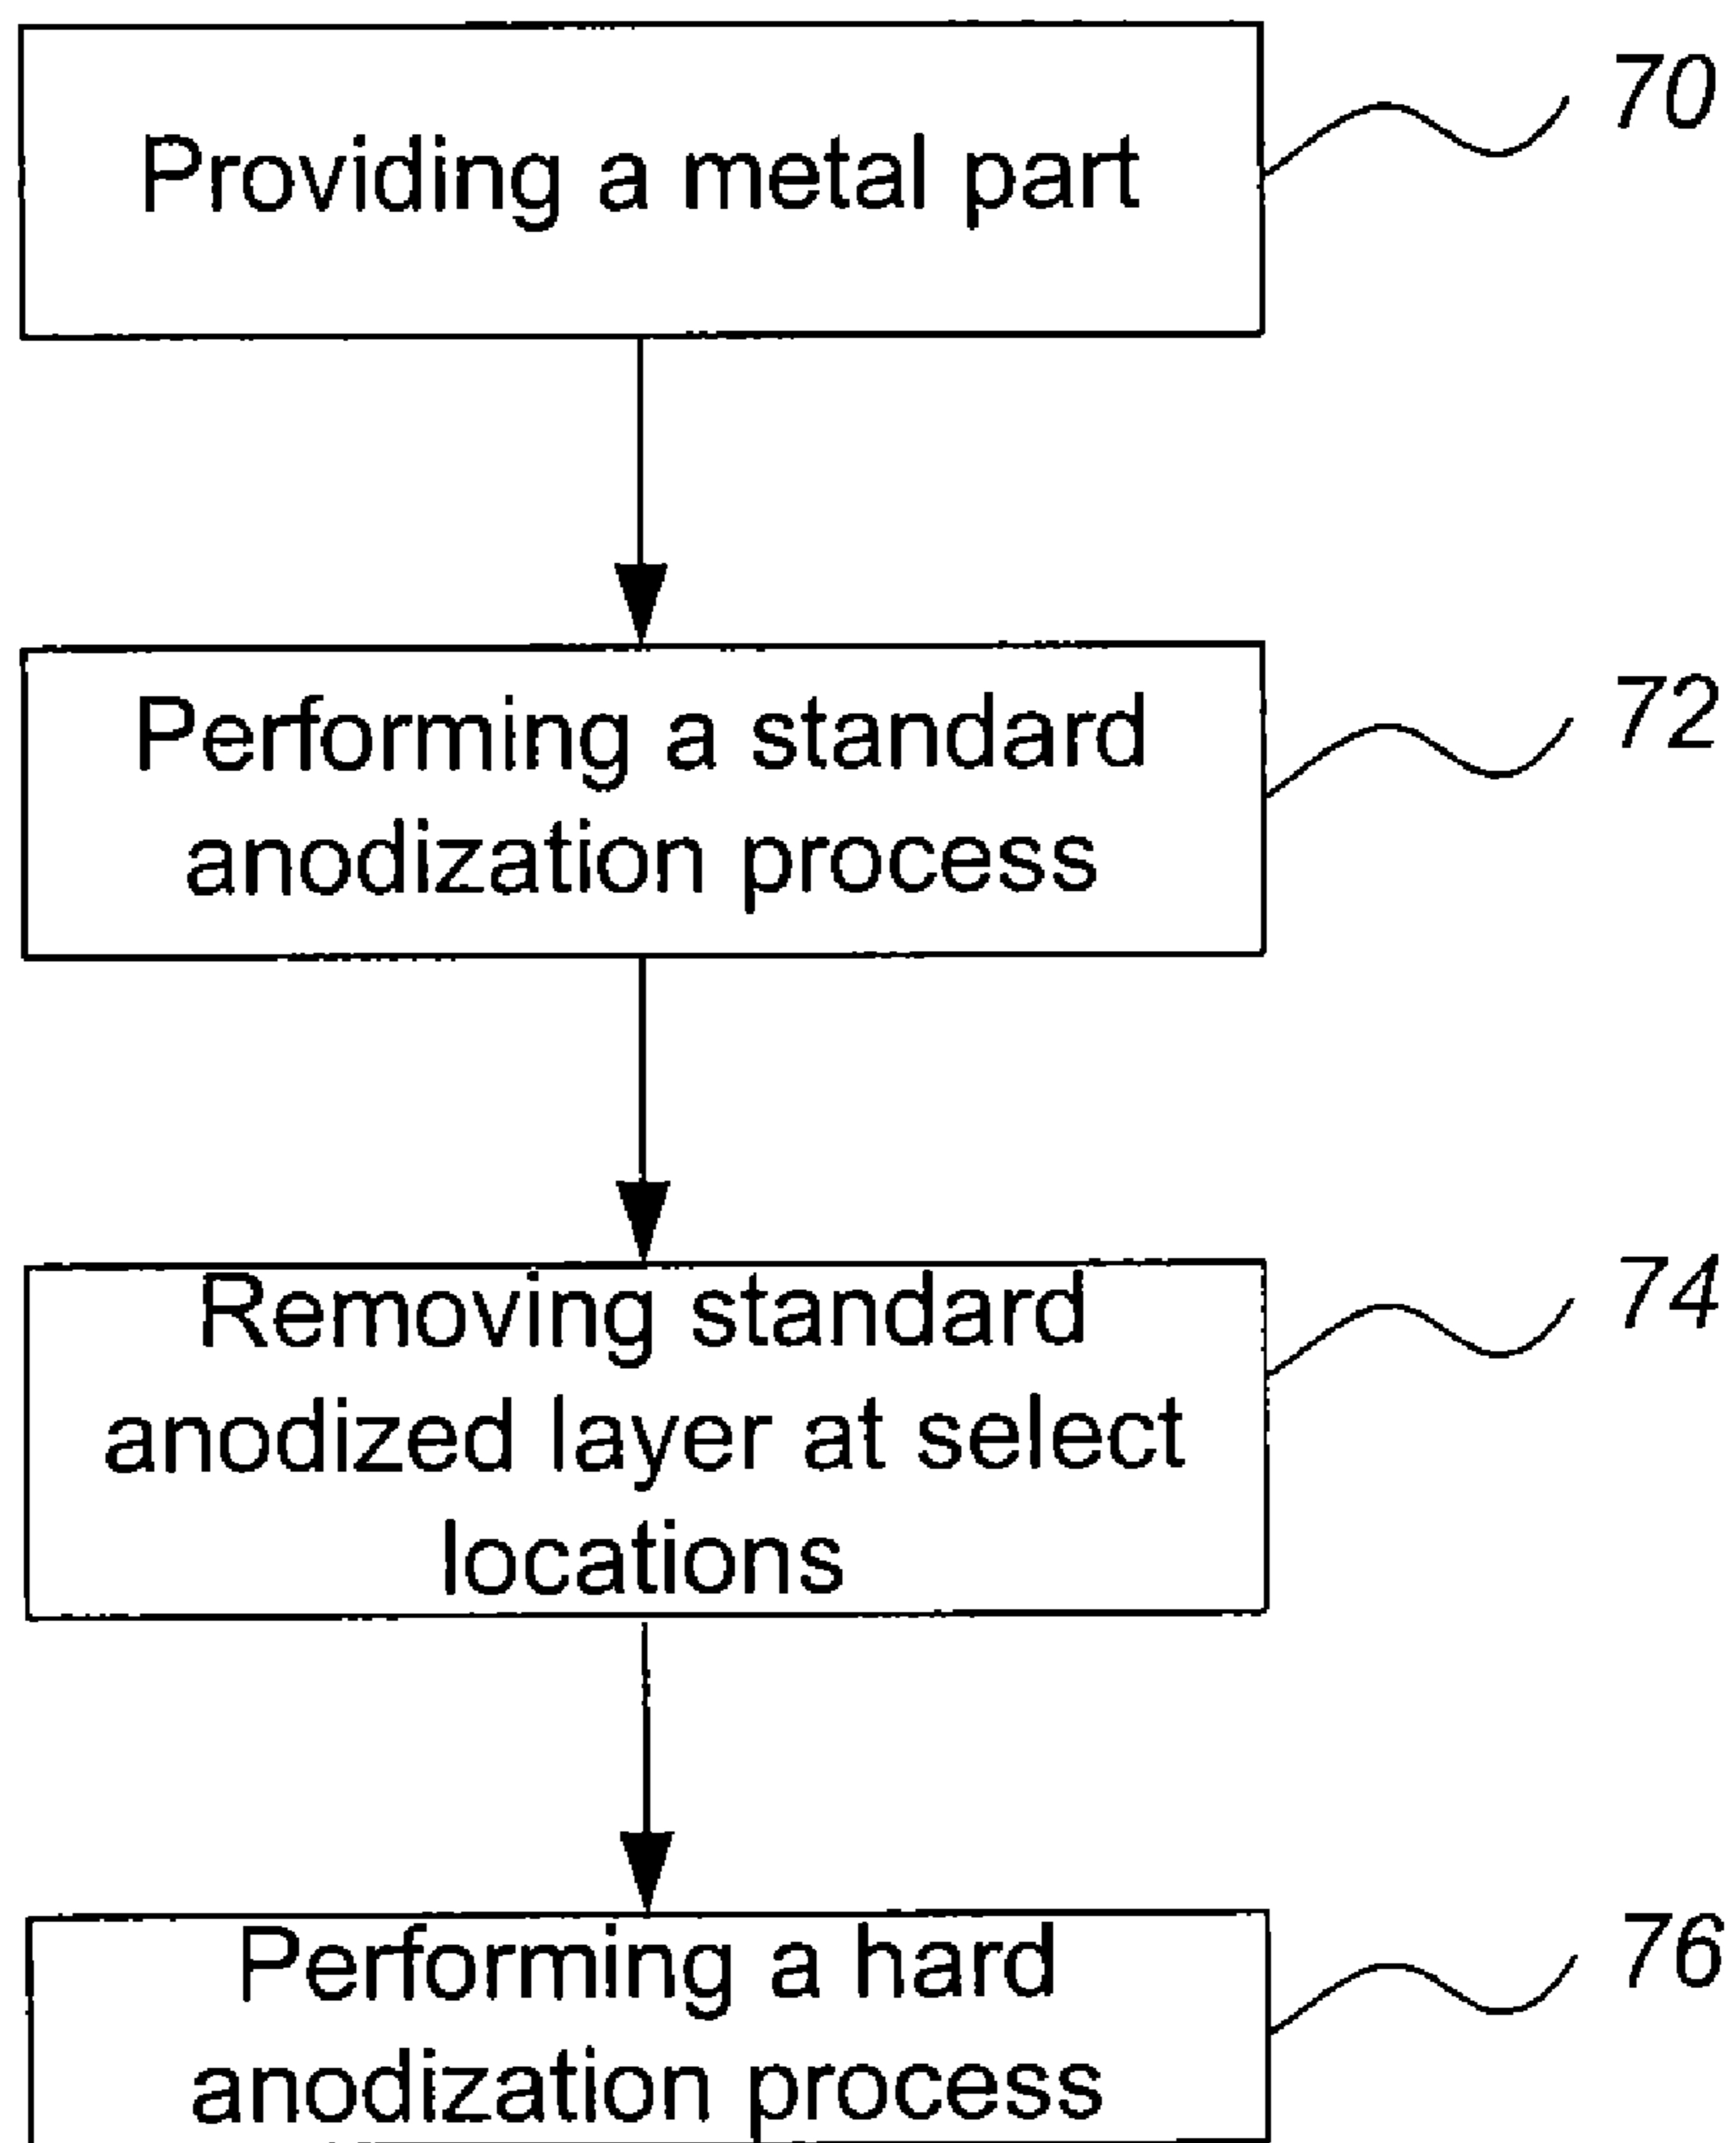 Providing a metal part
70
Performing a standard
anodization process
72
Removing standard
anodized layer at select
locations
74
Performing a hard
anodization process
76